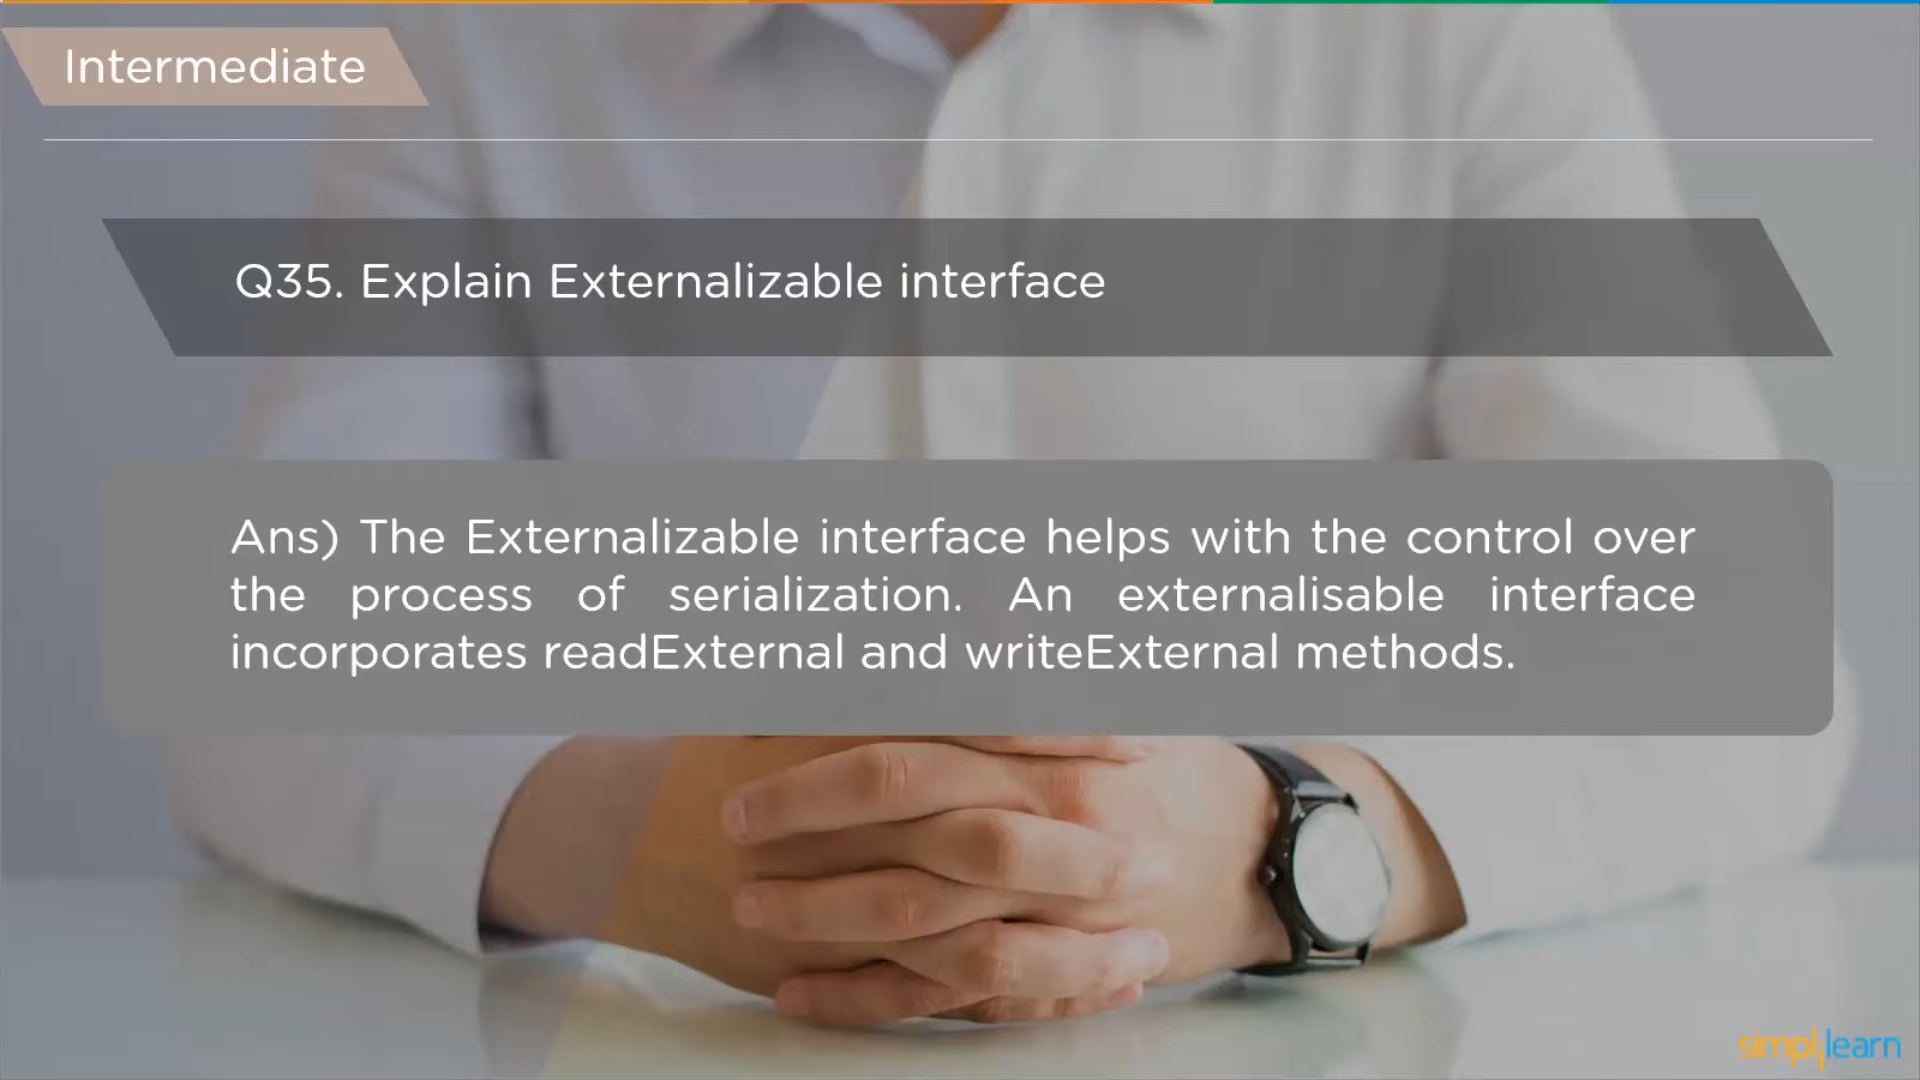 Intermediate
Q35. Explain Externalizable interface
Ans) The Externalizable interface helps with the control over
the process of serialization. An externalisable interface
incorporates readExternal and writeExternal methods.
simplilearn